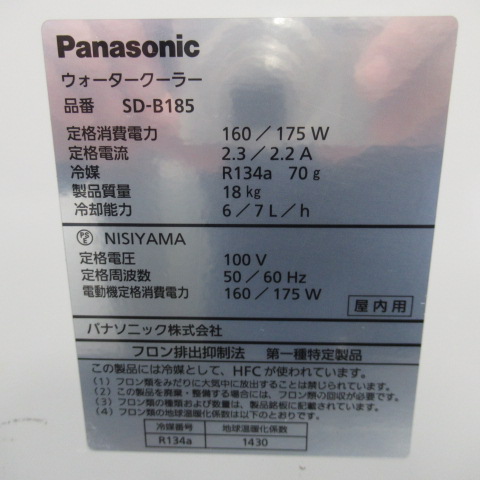 Panasonic
ウォータークーラー
品番 SD-B185
定格消費電力 160/175 W
定格電流 2.3/2.2 A
冷媒 R134a 70 g
製品質量 18 kg
冷却能力 6/7 L/h
PSE NISIYAMA
定格電圧 100 V
定格周波数 50/60 Hz
電動機定格消費電力 160/175 W
屋内用
パナソニック株式会社
フロン排出抑制法 第一種特定製品
この製品には冷媒として、HFCが使われています。
(1) フロン類をみだりに大気中に放出することは禁じられています。
(2) この製品を廃棄・整備する場合には、フロン類の回収が必要です。
(3) フロン類の種類および数量は、製品銘板に記載されています。
(4) フロン類の地球温暖化係数は以下のとおりです。
冷媒番号 地球温暖化係数
R134a 1430